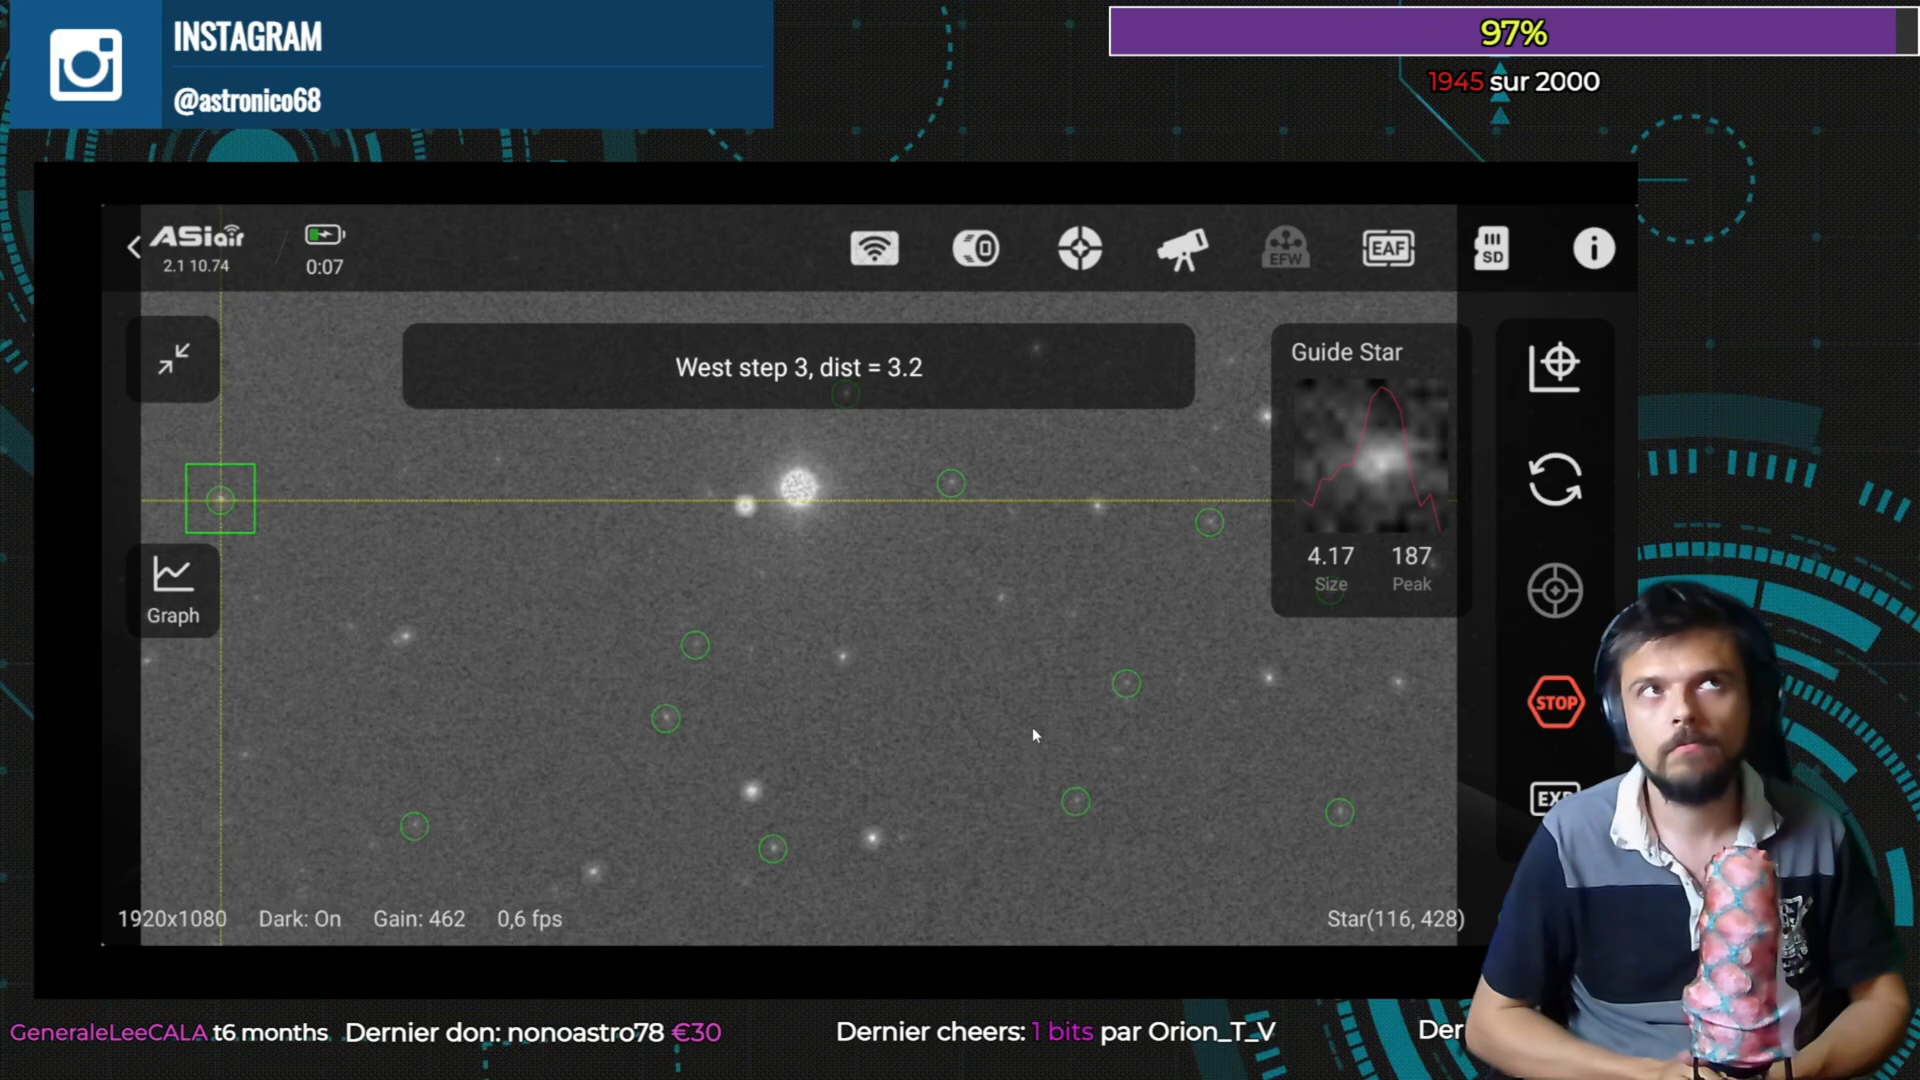 INSTAGRAM
@astronico68
97%
1945 sur 2000
ASiair
2.1 10.74
0:07
EFW
EAF
SD
West step 3, dist = 3.2
Guide Star
4.17 187
Size Peak
Graph
STOP
1920x1080 Dark: On Gain: 462 0,6 fps
Star(116, 428)
GeneraleLeeCALA t6 months Dernier don: nonoastro78 €30 Dernier cheers: 1 bits par Orion_T_V Der